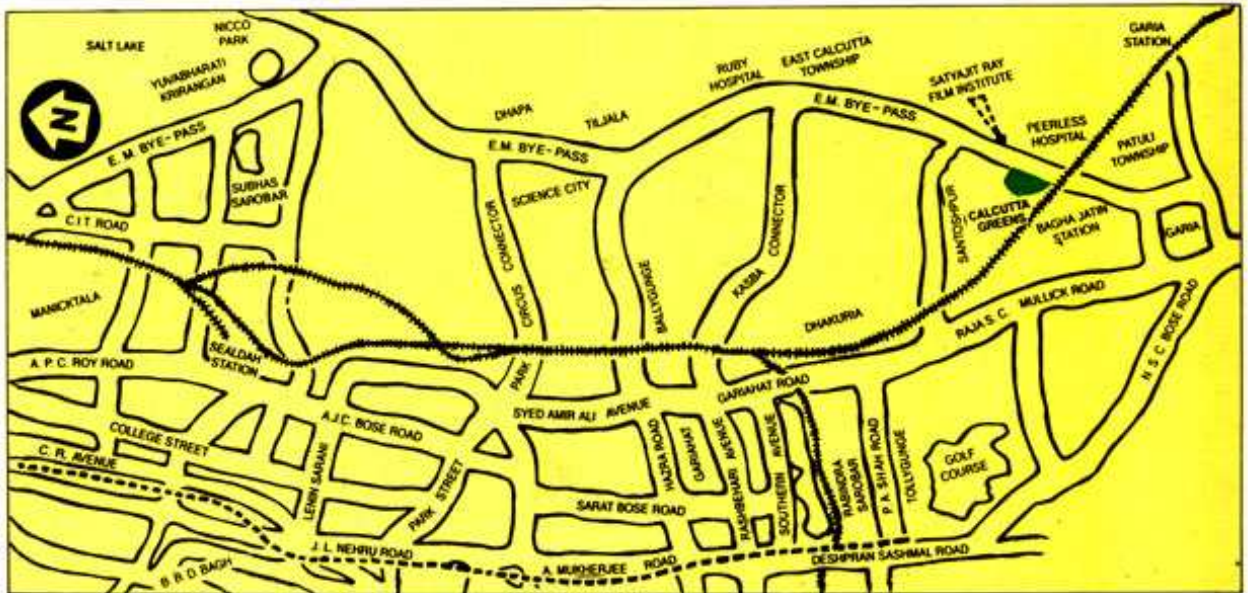 SALT LAKE
NICCO
PARK
YUVABHARATI
KRIRANGAN
N
E.M. BYE-PASS
SUBHAS
SAROBAR
C.I.T. ROAD
MANICKTALA
DHAPA
TILJALA
E.M. BYE-PASS
SCIENCE CITY
PARK CIRCUS CONNECTOR
RUBY
HOSPITAL
EAST CALCUTTA
TOWNSHIP
E.M. BYE-PASS
SATYAJIT RAY
FILM INSTITUTE
PEERLESS
HOSPITAL
GARIA
STATION
PATULI
TOWNSHIP
CALCUTTA
GREENS
SANTOSHPUR
BAGHA JATIN
STATION
GARIA
BALLYGUNGE
KASBA CONNECTOR
DHAKURIA
RAJA S. C. MULLICK ROAD
N S.C BOSE ROAD
SEALDAH
STATION
A. P. C. ROY ROAD
COLLEGE STREET
C. R. AVENUE
A.J.C. BOSE ROAD
LENIN SARANI
PARK STREET
SYED AMIR ALI AVENUE
GARIAHAT ROAD
HAZRA ROAD
GARIAHAT
RASHBEHARI AVENUE
SOUTHERN AVENUE
RABINDRA
SAROBAR
P. A. SHAH ROAD
TOLLYGUNGE
GOLF
COURSE
SARAT BOSE ROAD
J. L. NEHRU ROAD
A. MUKHERJEE ROAD
DESHPRAN SASHMAL ROAD
B. B. D. BAGH